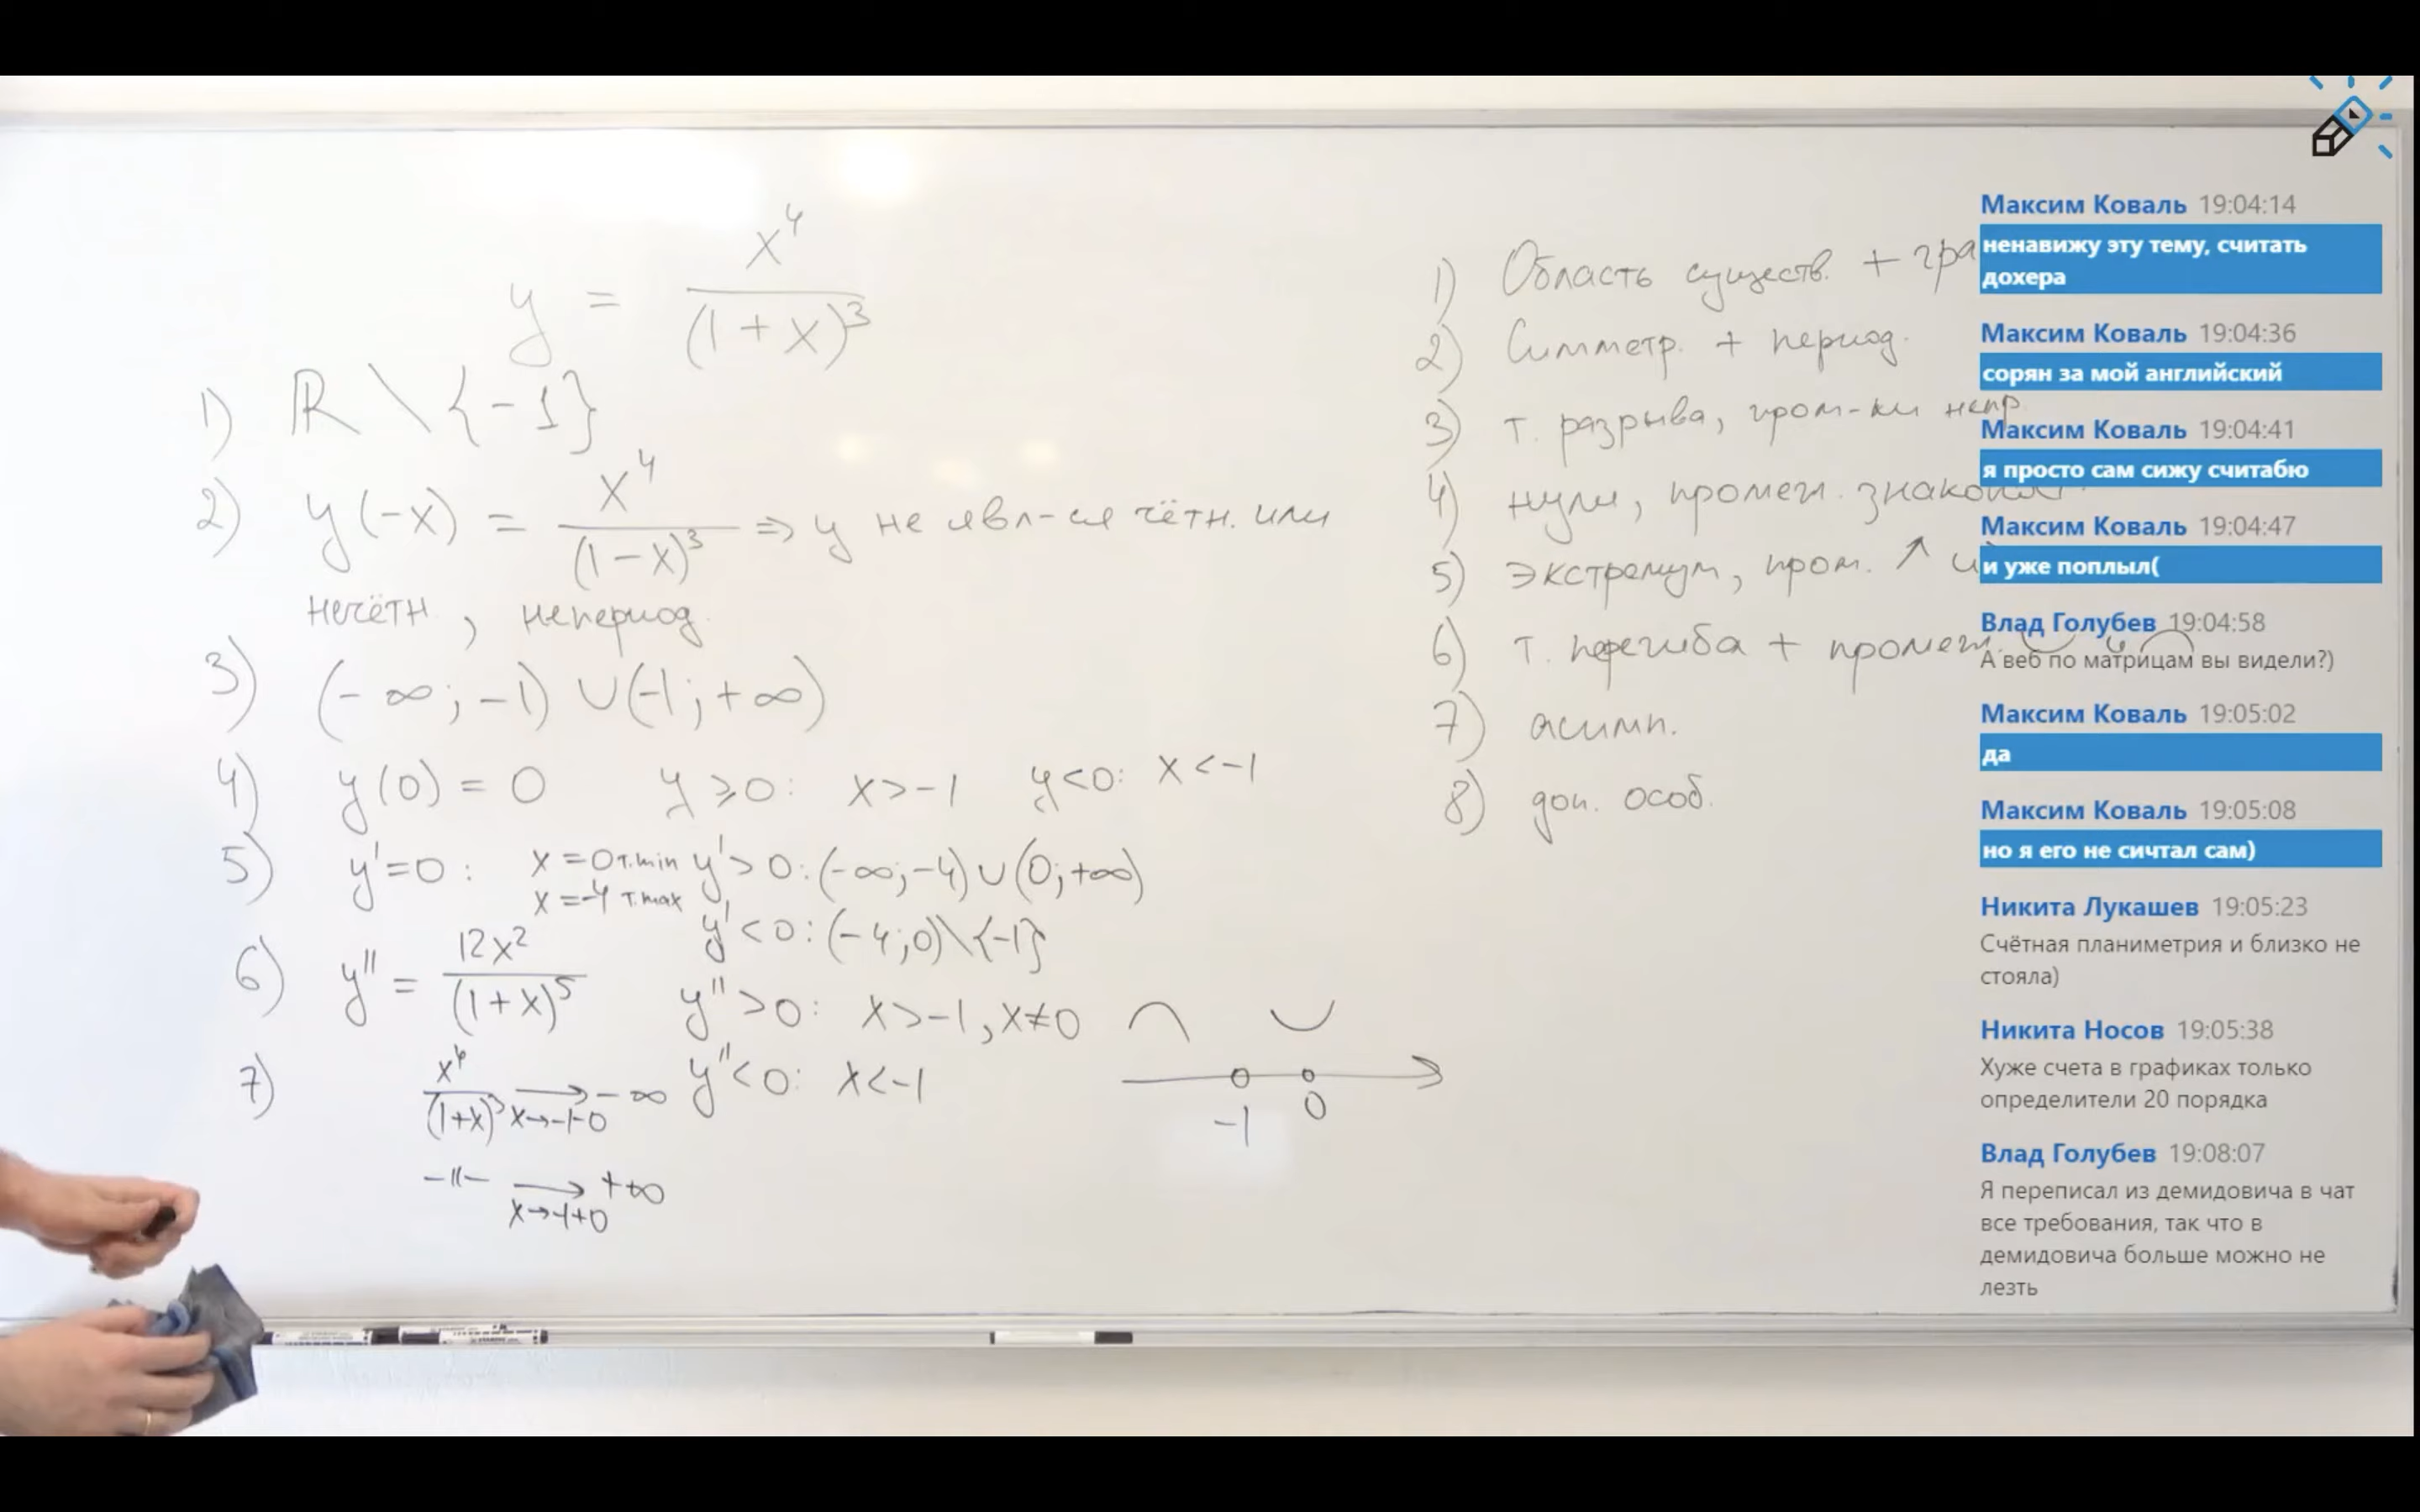 y = x⁴/(1+x)³
1) ℝ \ {-1}
2) y(-x) = x⁴/(1-x)³ ⇒ y не явл-ся чётн. или
нечётн., непериод.
3) (-∞; -1) ∪ (-1; +∞)
4) y(0) = 0   y ≥ 0: x > -1   y < 0: x < -1
5) y' = 0: x = 0 т. min   y' > 0: (-∞; -4) ∪ (0; +∞)
x = -4 т. max   y' < 0: (-4; 0) \ {-1}
6) y'' = 12x²/(1+x)⁵   y'' > 0: x > -1, x ≠ 0
y'' < 0: x < -1
-1 0
7) x⁴/(1+x)³ → -∞
x→-1-0
-"- → +∞
x→-1+0
1) Область существ. + гра
2) Симметр. + период.
3) т. разрыва, пром-ки непр.
4) нули, промеж.
5) экстремум, пром. ↗ и
6) т. перегиба + промеж.
7) асимп.
8) доп. особ.
Максим Коваль 19:04:14
ненавижу эту тему, считать
дохера
Максим Коваль 19:04:36
сорян за мой английский
Максим Коваль 19:04:41
я просто сам сижу считабю
Максим Коваль 19:04:47
и уже поплыл(
Влад Голубев 19:04:58
А веб по матрицам вы видели?)
Максим Коваль 19:05:02
да
Максим Коваль 19:05:08
но я его не сичтал сам)
Никита Лукашев 19:05:23
Счётная планиметрия и близко не
стояла)
Никита Носов 19:05:38
Хуже счета в графиках только
определители 20 порядка
Влад Голубев 19:08:07
Я переписал из демидовича в чат
все требования, так что в
демидовича больше можно не
лезть